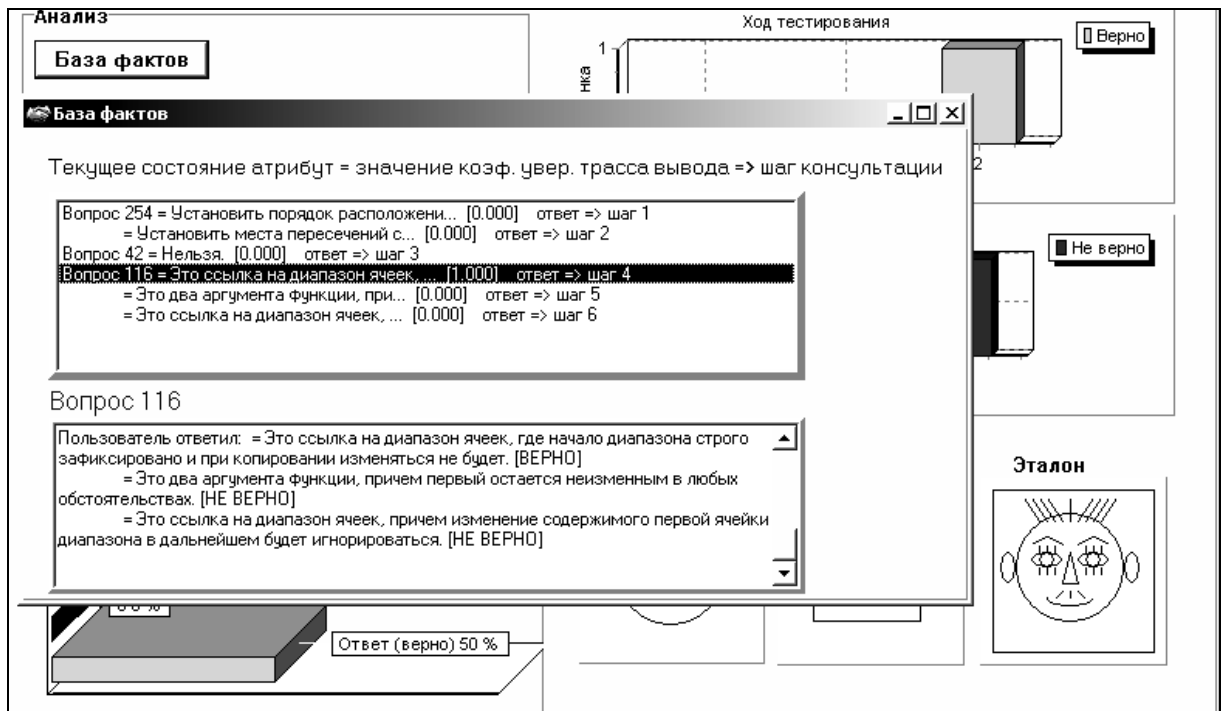 Анализ
База фактов
Ход тестирования
1
нка
Верно
2
База фактов
Текущее состояние атрибут = значение коэф. увер. трасса вывода => шаг консультации
Вопрос 254 = Установить порядок расположени... [0.000] ответ => шаг 1
= Установить места пересечений с... [0.000] ответ => шаг 2
Вопрос 42 = Нельзя. [0.000] ответ => шаг 3
Вопрос 116 = Это ссылка на диапазон ячеек, ... [1.000] ответ => шаг 4
= Это два аргумента функции, при... [0.000] ответ => шаг 5
= Это ссылка на диапазон ячеек, ... [0.000] ответ => шаг 6
Не верно
Вопрос 116
Пользователь ответил: = Это ссылка на диапазон ячеек, где начало диапазона строго
зафиксировано и при копировании изменяться не будет. [ВЕРНО]
= Это два аргумента функции, причем первый остается неизменным в любых
обстоятельствах. [НЕ ВЕРНО]
= Это ссылка на диапазон ячеек, причем изменение содержимого первой ячейки
диапазона в дальнейшем будет игнорироваться. [НЕ ВЕРНО]
Эталон
Ответ (верно) 50 %